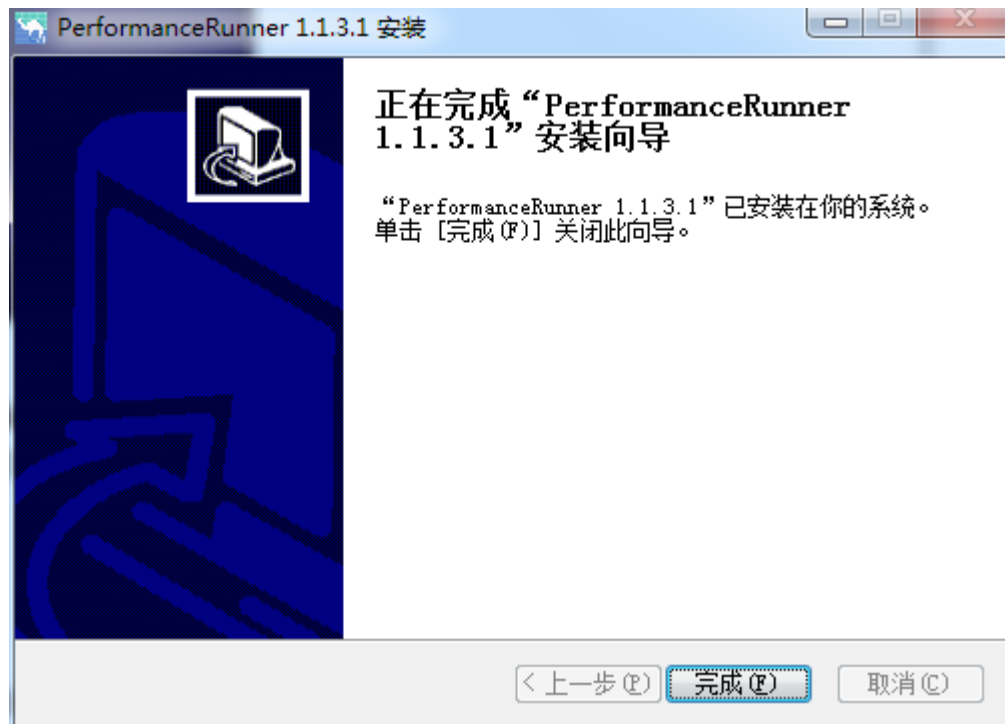 PerformanceRunner 1.1.3.1 安装
正在完成“PerformanceRunner
1.1.3.1”安装向导
“PerformanceRunner 1.1.3.1”已安装在你的系统。
单击 [完成(F)] 关闭此向导。
< 上一步(P) 完成(F) 取消(C)